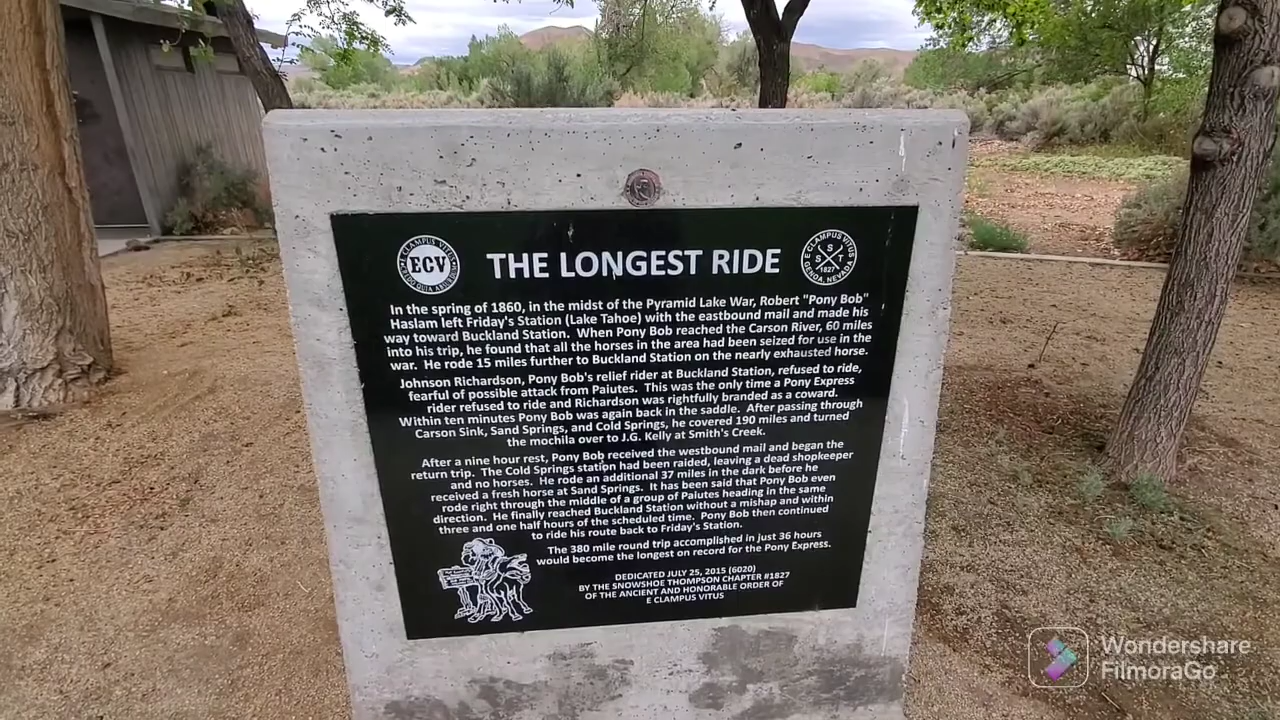 THE LONGEST RIDE
E CLAMPUS VITUS
ECV
CREDO QUIA ABSURDUM
E CLAMPUS VITUS
S
S T
1827
GENOA, NEVADA
In the spring of 1860, in the midst of the Pyramid Lake War, Robert "Pony Bob"
Haslam left Friday's Station (Lake Tahoe) with the eastbound mail and made his
way toward Buckland Station. When Pony Bob reached the Carson River, 60 miles
into his trip, he found that all the horses in the area had been seized for use in the
war. He rode 15 miles further to Buckland Station on the nearly exhausted horse.
Johnson Richardson, Pony Bob's relief rider at Buckland Station, refused to ride,
fearful of possible attack from Paiutes. This was the only time a Pony Express
rider refused to ride and Richardson was rightfully branded as a coward.
Within ten minutes Pony Bob was again back in the saddle. After passing through
Carson Sink, Sand Springs, and Cold Springs, he covered 190 miles and turned
the mochila over to J.G. Kelly at Smith's Creek.
After a nine hour rest, Pony Bob received the westbound mail and began the
return trip. The Cold Springs station had been raided, leaving a dead shopkeeper
and no horses. He rode an additional 37 miles in the dark before he
received a fresh horse at Sand Springs. It has been said that Pony Bob even
rode right through the middle of a group of Paiutes heading in the same
direction. He finally reached Buckland Station without a mishap and within
three and one half hours of the scheduled time. Pony Bob then continued
to ride his route back to Friday's Station.
The 380 mile round trip accomplished in just 36 hours
would become the longest on record for the Pony Express.
DEDICATED JULY 25, 2015 (6020)
BY THE SNOWSHOE THOMPSON CHAPTER #1827
OF THE ANCIENT AND HONORABLE ORDER OF
E CLAMPUS VITUS
Wondershare
FilmoraGo